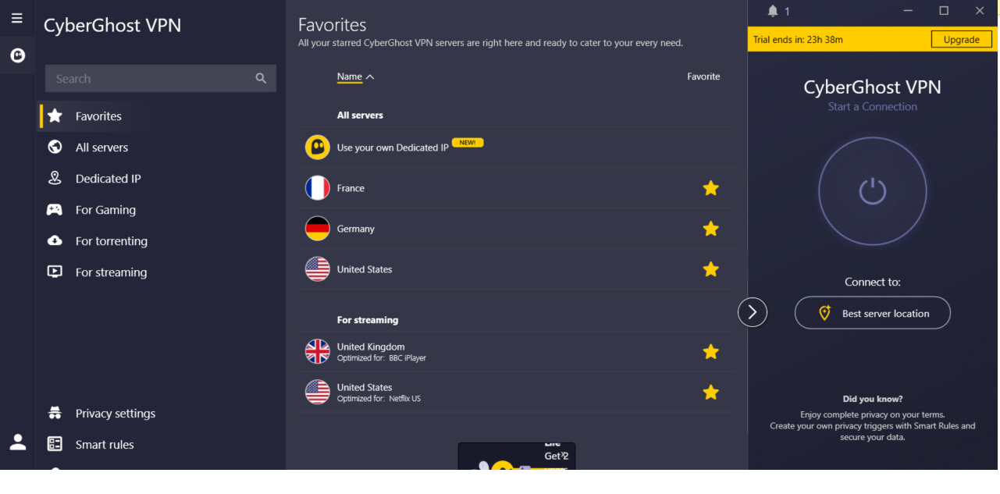 CyberGhost VPN
Search
Favorites
All servers
Dedicated IP
For Gaming
For torrenting
For streaming
Privacy settings
Smart rules
Favorites
All your starred CyberGhost VPN servers are right here and ready to cater to your every need.
Name
Favorite
All servers
Use your own Dedicated IP NEW!
France
Germany
United States
For streaming
United Kingdom
Optimized for: BBC iPlayer
United States
Optimized for: Netflix US
Get 2
1
Trial ends in: 23h 38m
Upgrade
CyberGhost VPN
Start a Connection
Connect to:
Best server location
Did you know?
Enjoy complete privacy on your terms.
Create your own privacy triggers with Smart Rules and
secure your data.